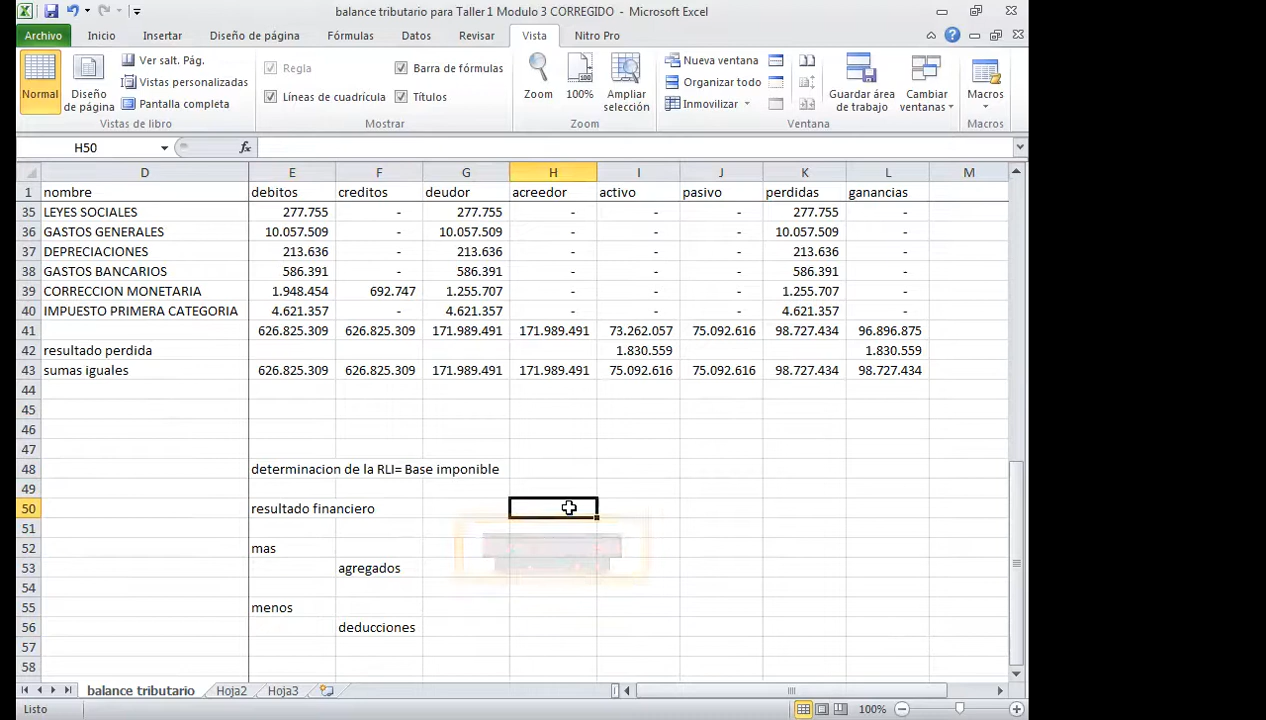 balance tributario para Taller1 Modulo 3 CORREGIDO - Microsoft Excel
Archivo Inicio Insertar Diseño de página Fórmulas Datos Revisar Vista Nitro Pro
Normal
Diseño de página
Ver salt. Pág.
Vistas personalizadas
Pantalla completa
Vistas de libro
Regla
Barra de fórmulas
Líneas de cuadrícula
Títulos
Mostrar
Zoom
100%
Ampliar selección
Zoom
Nueva ventana
Organizar todo
Inmovilizar
Guardar área de trabajo
Cambiar ventanas
Ventana
Macros
Macros
H50 fx
D E F G H I J K L M
1 nombre debitos creditos deudor acreedor activo pasivo perdidas ganancias
35 LEYES SOCIALES 277.755 - 277.755 - - - 277.755 -
36 GASTOS GENERALES 10.057.509 - 10.057.509 - - - 10.057.509 -
37 DEPRECIACIONES 213.636 - 213.636 - - - 213.636 -
38 GASTOS BANCARIOS 586.391 - 586.391 - - - 586.391 -
39 CORRECCION MONETARIA 1.948.454 692.747 1.255.707 - - - 1.255.707 -
40 IMPUESTO PRIMERA CATEGORIA 4.621.357 - 4.621.357 - - - 4.621.357 -
41 626.825.309 626.825.309 171.989.491 171.989.491 73.262.057 75.092.616 98.727.434 96.896.875
42 resultado perdida 1.830.559 1.830.559
43 sumas iguales 626.825.309 626.825.309 171.989.491 171.989.491 75.092.616 75.092.616 98.727.434 98.727.434
44
45
46
47
48 determinacion de la RLI= Base imponible
49
50 resultado financiero
51
52 mas
53 agregados
54
55 menos
56 deducciones
57
58
balance tributario Hoja2 Hoja3
Listo 100%